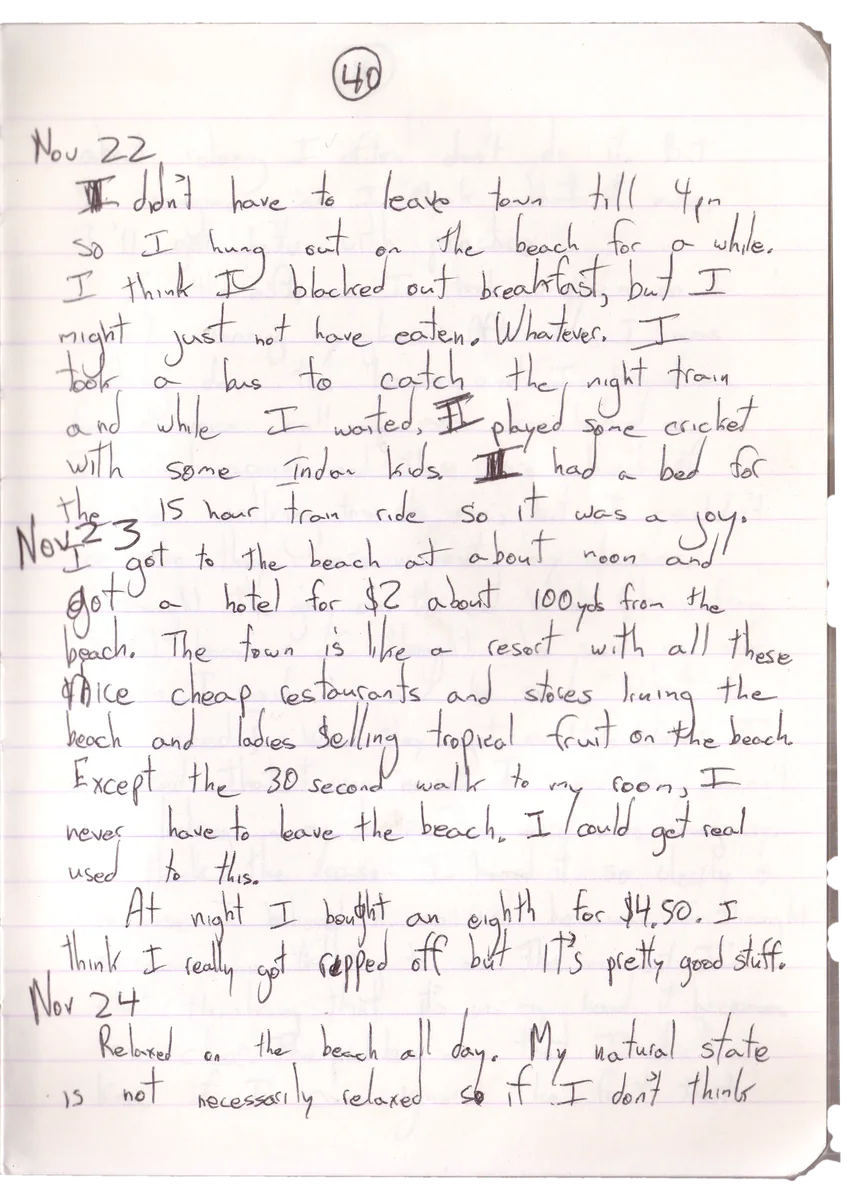 40
Nov 22
I didn't have to leave town till 4pm
so I hung out on the beach for a while.
I think I blacked out breakfast, but I
might just not have eaten. Whatever. I
took a bus to catch the night train
and while I waited, I played some cricket
with some Indian kids. I had a bed for
the 15 hour train ride so it was a joy.
Nov 23
I got to the beach at about noon and
got a hotel for $2 about 100yds from the
beach. The town is like a resort with all these
nice cheap restaurants and stores lining the
beach and ladies selling tropical fruit on the beach.
Except the 30 second walk to my room, I
never have to leave the beach. I could get real
used to this.
At night I bought an eighth for $4.50. I
think I really got ripped off but it's pretty good stuff.
Nov 24
Relaxed on the beach all day. My natural state
is not necessarily relaxed so if I don't think